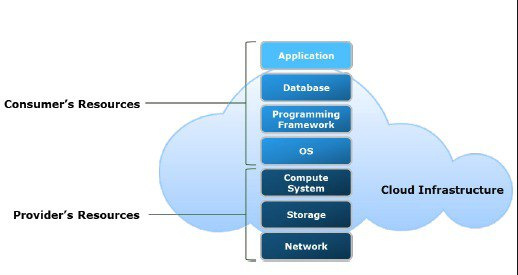 Application
Database
Consumer's Resources
Programming
Framework
OS
Compute
System
Cloud Infrastructure
Provider's Resources
Storage
Network